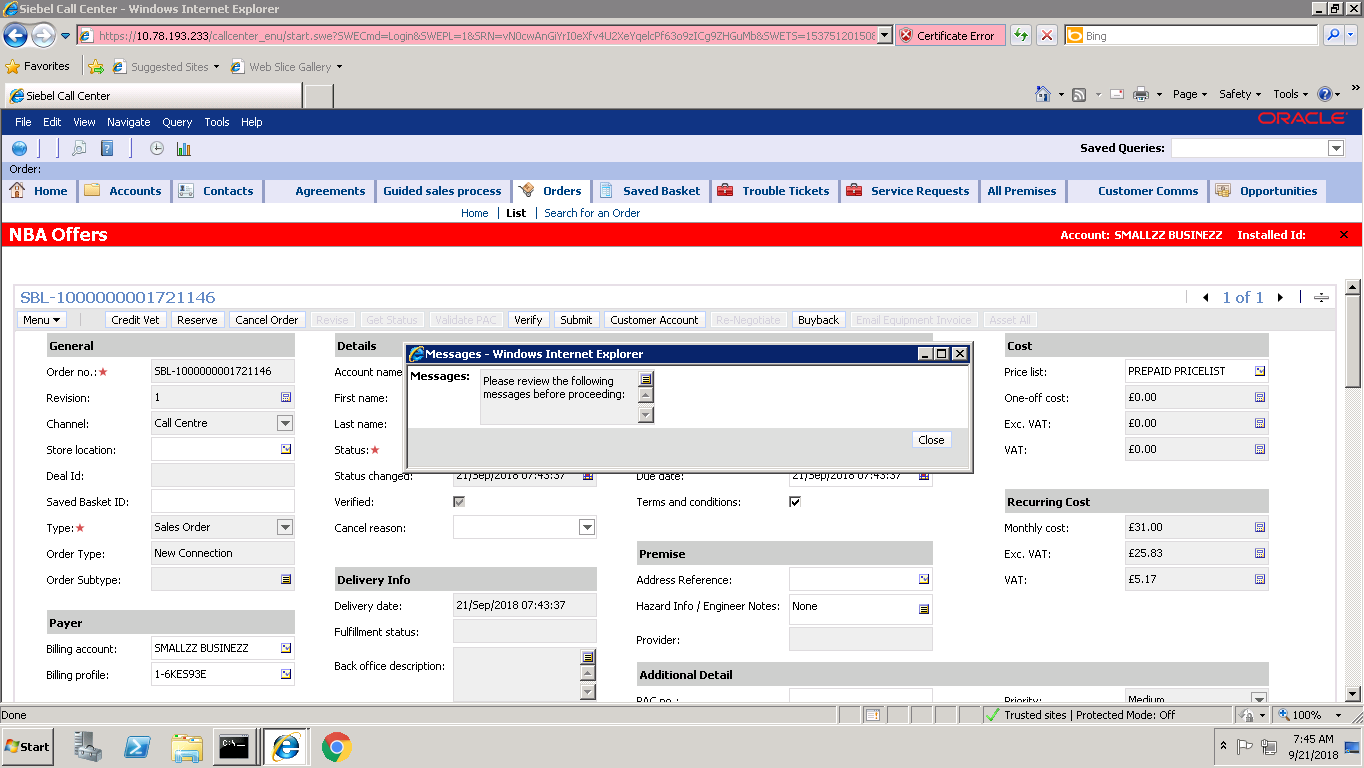 Siebel Call Center - Windows Internet Explorer
https://10.78.193.233/callcenter_enu/start.swe?SWECmd=Login&SWEPL=1&SRN=
Certificate Error
Bing
Favorites
Suggested Sites
Web Slice Gallery
Siebel Call Center
Page
Safety
Tools
File Edit View Navigate Query Tools Help
ORACLE
Saved Queries:
Order:
Home Accounts Contacts Agreements Guided sales process Orders Saved Basket Trouble Tickets Service Requests All Premises Customer Comms Opportunities
Home | List | Search for an Order
NBA Offers
Account: SMALLZZ BUSINEZZ Installed Id:
SBL-1000000001721146
1 of 1
Menu Credit Vet Reserve Cancel Order Revise Get Status Validate PAC Verify Submit Customer Account Re-Negotiate Buyback Email Equipment Invoice Asset All
General
Order no.: SBL-1000000001721146
Revision: 1
Channel: Call Centre
Store location:
Deal Id:
Saved Basket ID:
Type: Sales Order
Order Type: New Connection
Order Subtype:
Payer
Billing account: SMALLZZ BUSINEZZ
Billing profile: 1-6KES93E
Details
Account name
First name:
Last name:
Status:
Status changed: 21/Sep/2018 07:43:37
Verified:
Cancel reason:
Delivery Info
Delivery date: 21/Sep/2018 07:43:37
Fulfillment status:
Back office description:
Messages - Windows Internet Explorer
Messages:
Please review the following
messages before proceeding:
Close
Due date: 21/Sep/2018 07:43:37
Terms and conditions:
Premise
Address Reference:
Hazard Info / Engineer Notes: None
Provider:
Additional Detail
PAC no.:
Cost
Price list: PREPAID PRICELIST
One-off cost: £0.00
Exc. VAT: £0.00
VAT: £0.00
Recurring Cost
Monthly cost: £31.00
Exc. VAT: £25.83
VAT: £5.17
Priority: Medium
Done
Trusted sites | Protected Mode: Off
100%
Start
7:45 AM
9/21/2018